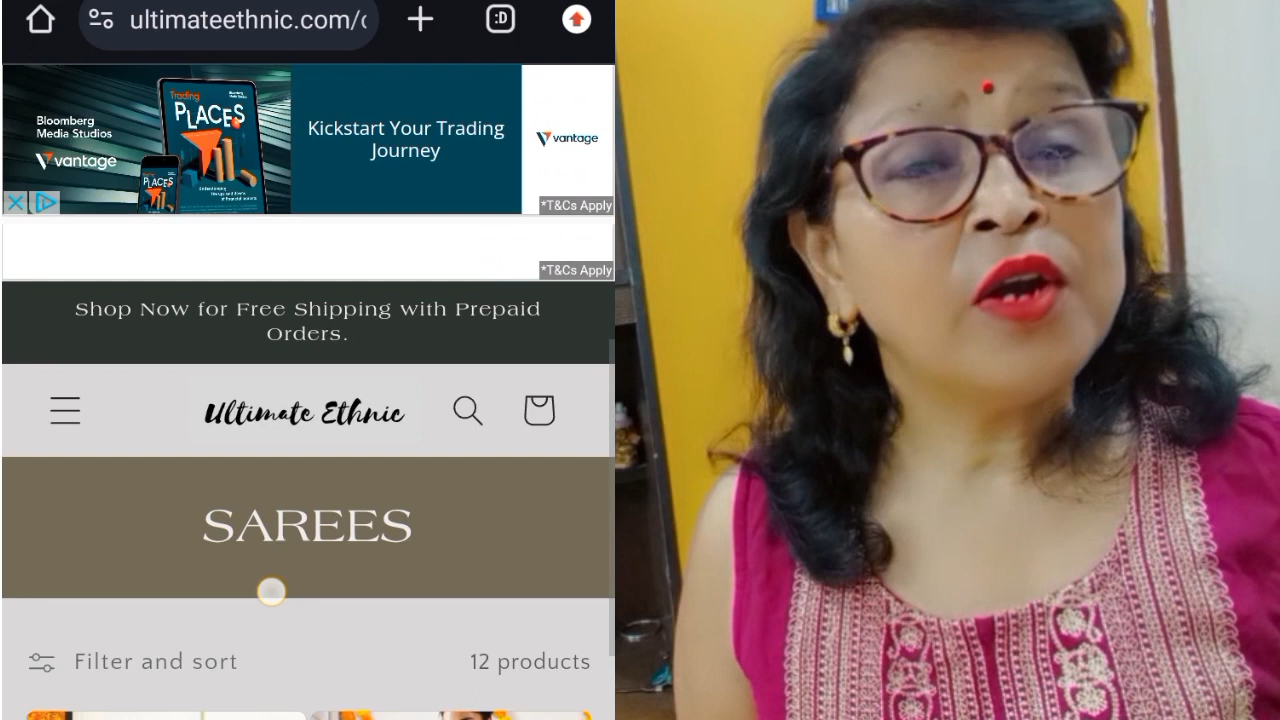 ultimateethnic.com/c
:D
Bloomberg
Media Studios
vantage
Trading
PLACES
PLACES
Kickstart Your Trading
Journey
vantage
*T&Cs Apply
*T&Cs Apply
Shop Now for Free Shipping with Prepaid
Orders.
Ultimate Ethnic
SAREES
Filter and sort
12 products